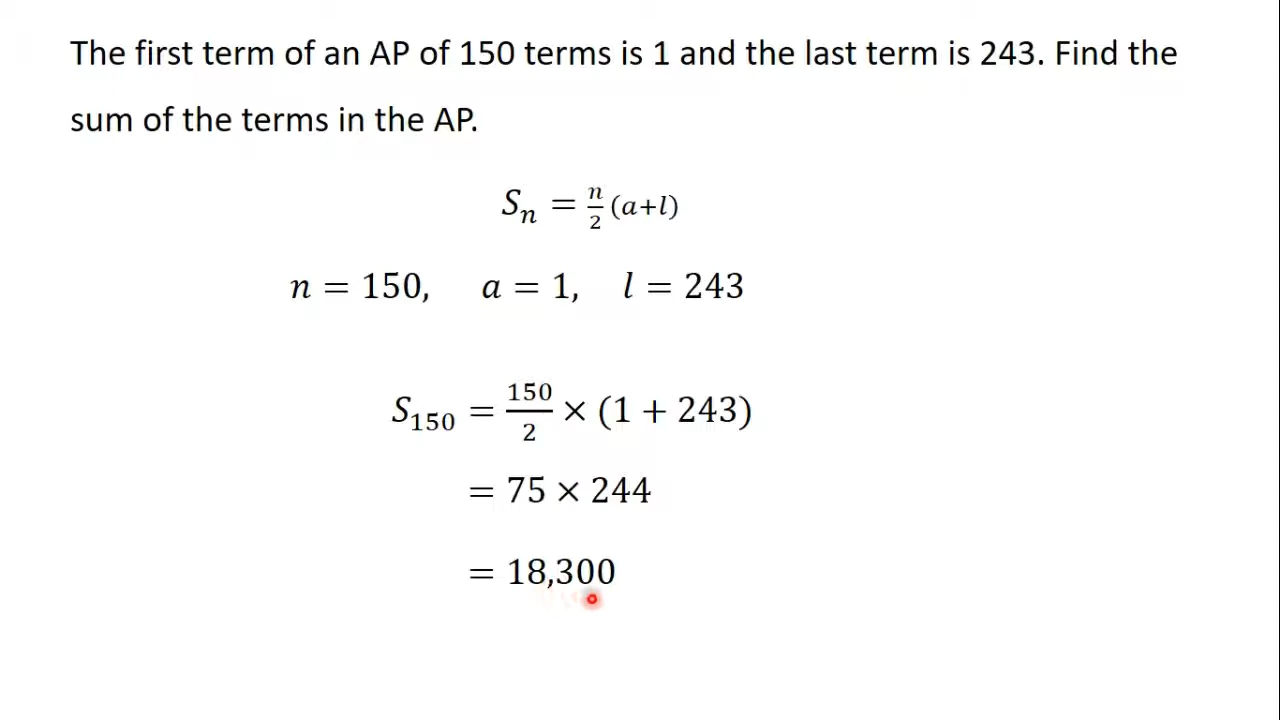 The first term of an AP of 150 terms is 1 and the last term is 243. Find the
sum of the terms in the AP.
Sₙ = n/2 (a+l)
n = 150, a = 1, l = 243
S₁₅₀ = 150/2 × (1 + 243)
= 75 × 244
= 18,300